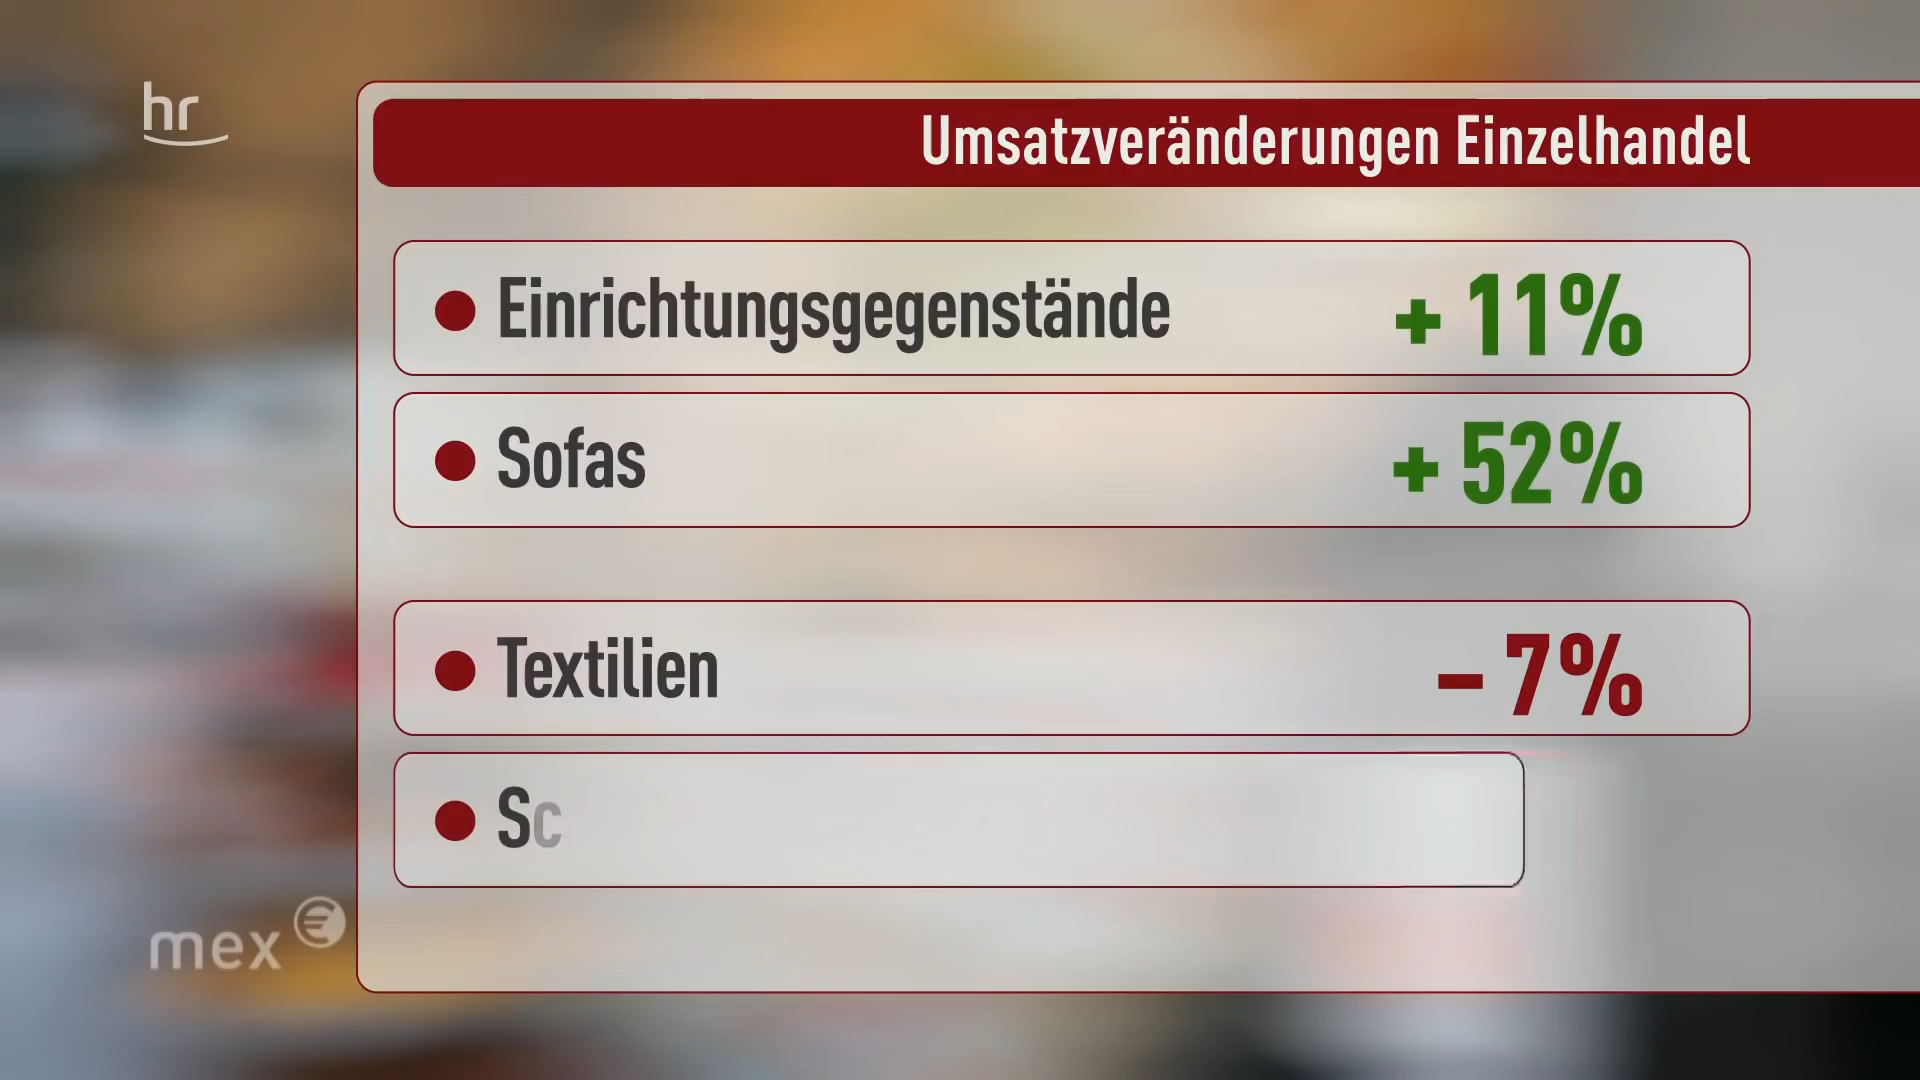 hr
Umsatzveränderungen Einzelhandel
Einrichtungsgegenstände + 11%
Sofas + 52%
Textilien – 7%
Sc
mex